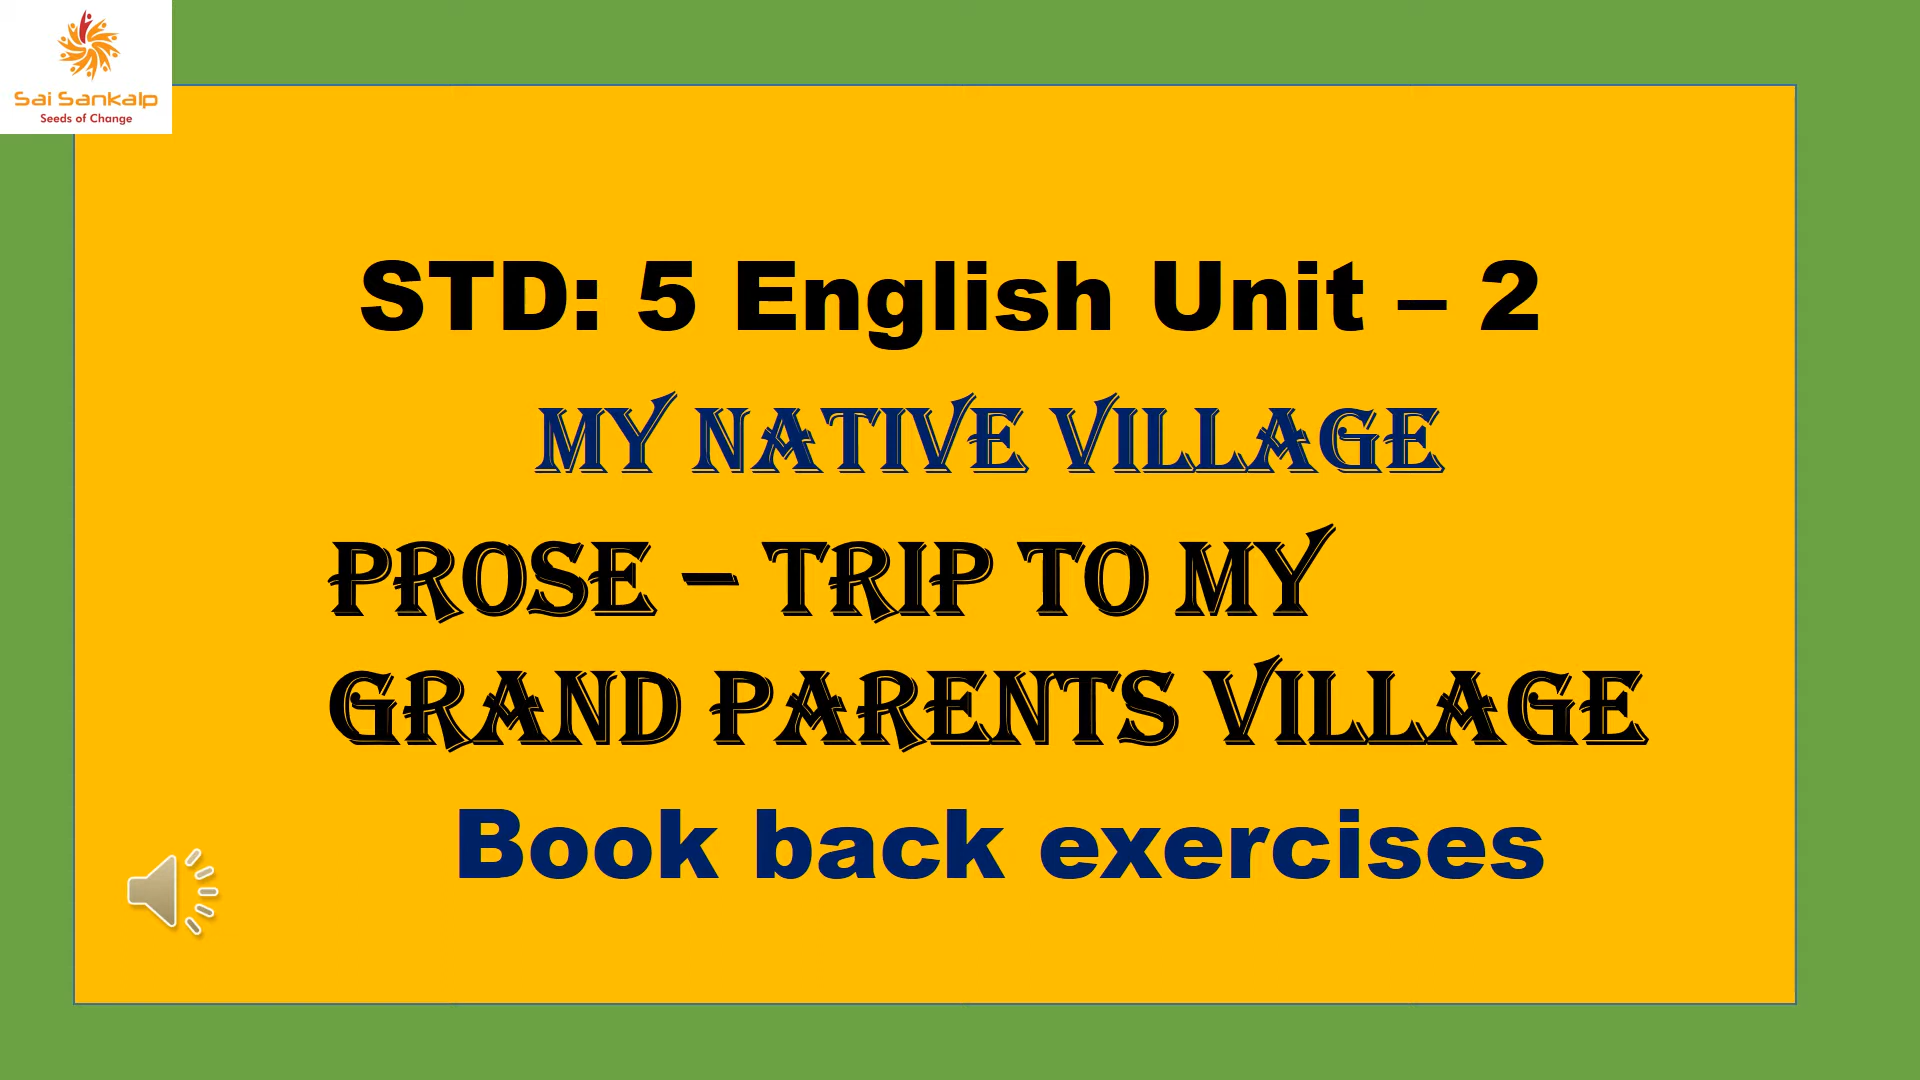 Sai Sankalp
Seeds of Change
STD: 5 English Unit – 2
MY NATIVE VILLAGE
PROSE – TRIP TO MY
GRAND PARENTS VILLAGE
Book back exercises